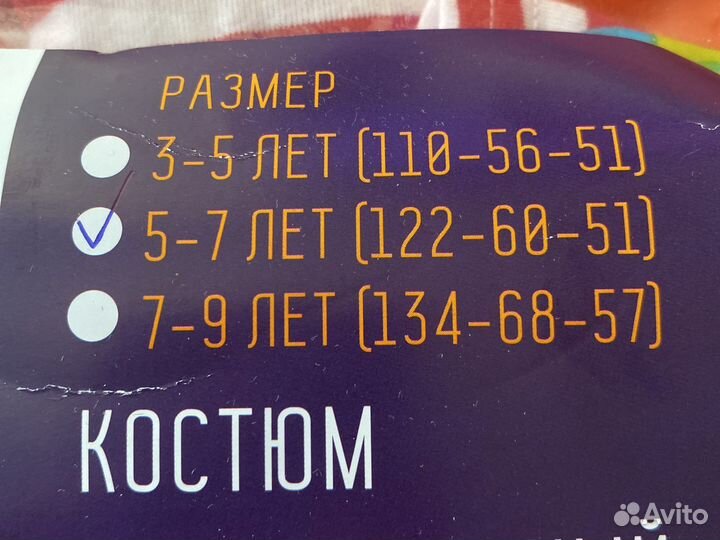 РАЗМЕР
3-5 ЛЕТ (110-56-51)
5-7 ЛЕТ (122-60-51)
7-9 ЛЕТ (134-68-57)
КОСТЮМ
Avito